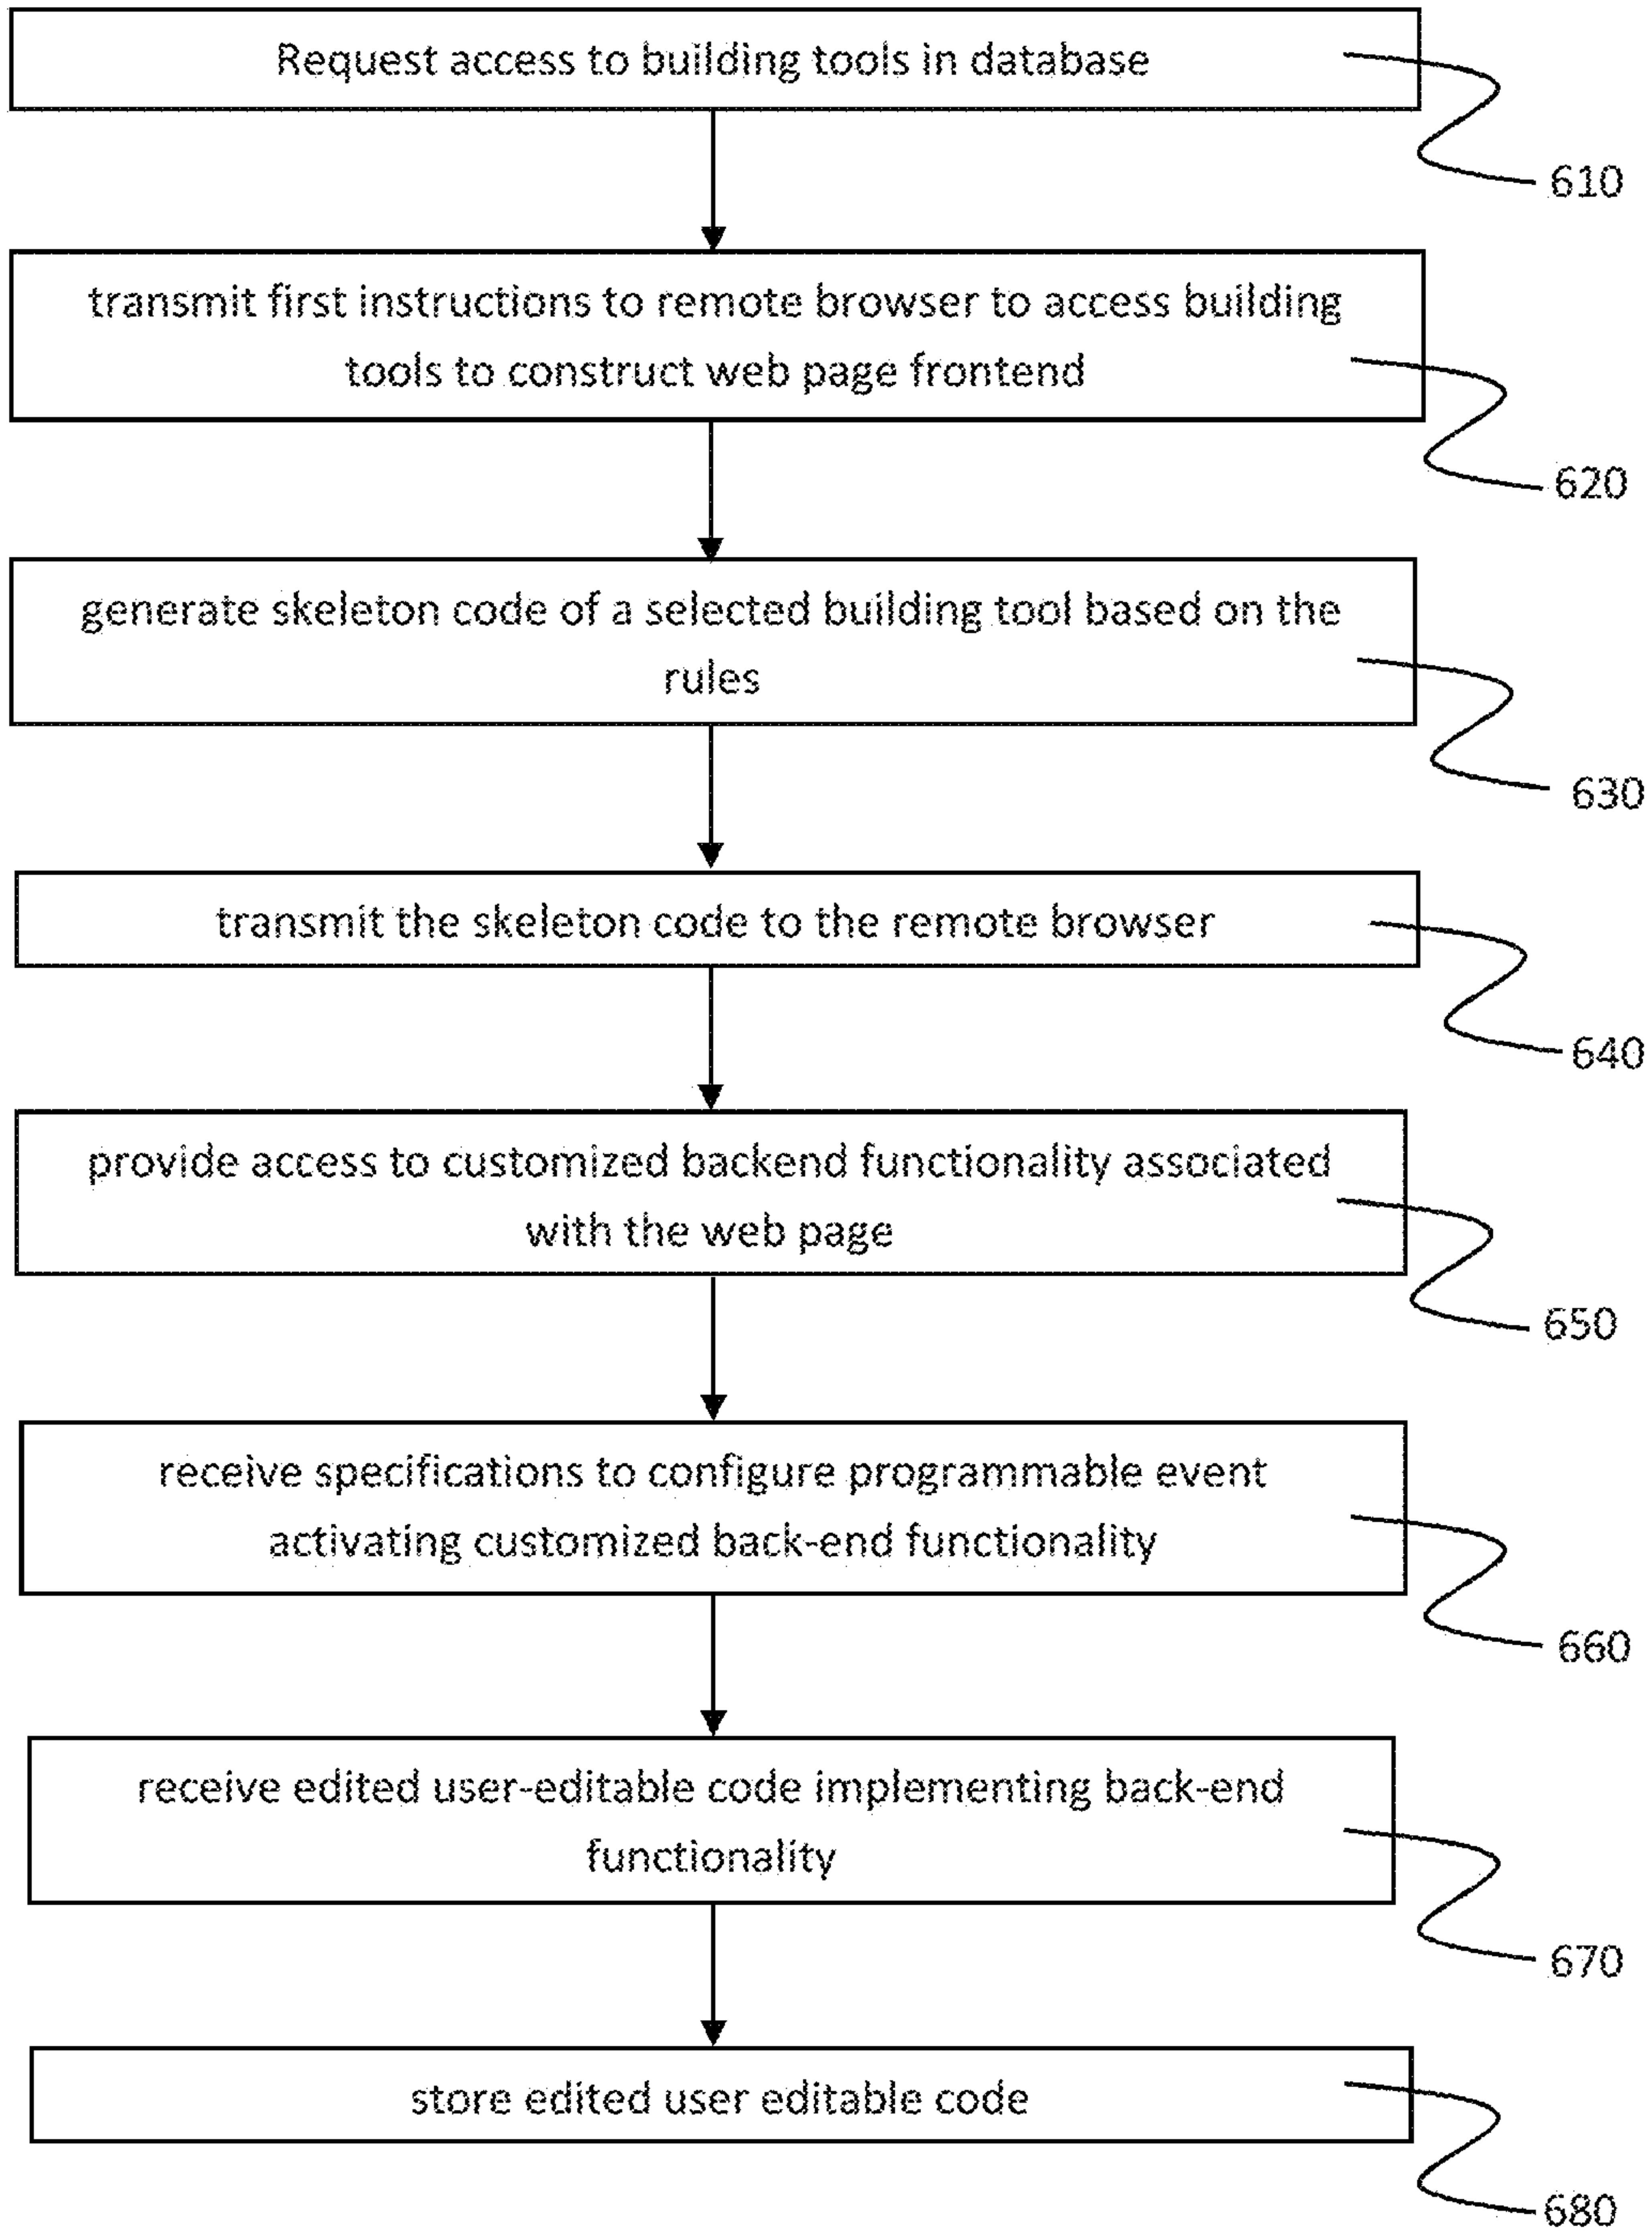 Request access to building tools in database
610
transmit first instructions to remote browser to access building
tools to construct web page frontend
620
generate skeleton code of a selected building tool based on the
rules
630
transmit the skeleton code to the remote browser
640
provide access to customized backend functionality associated
with the web page
650
receive specifications to configure programmable event
activating customized back-end functionality
660
receive edited user-editable code implementing back-end
functionality
670
store edited user editable code
680